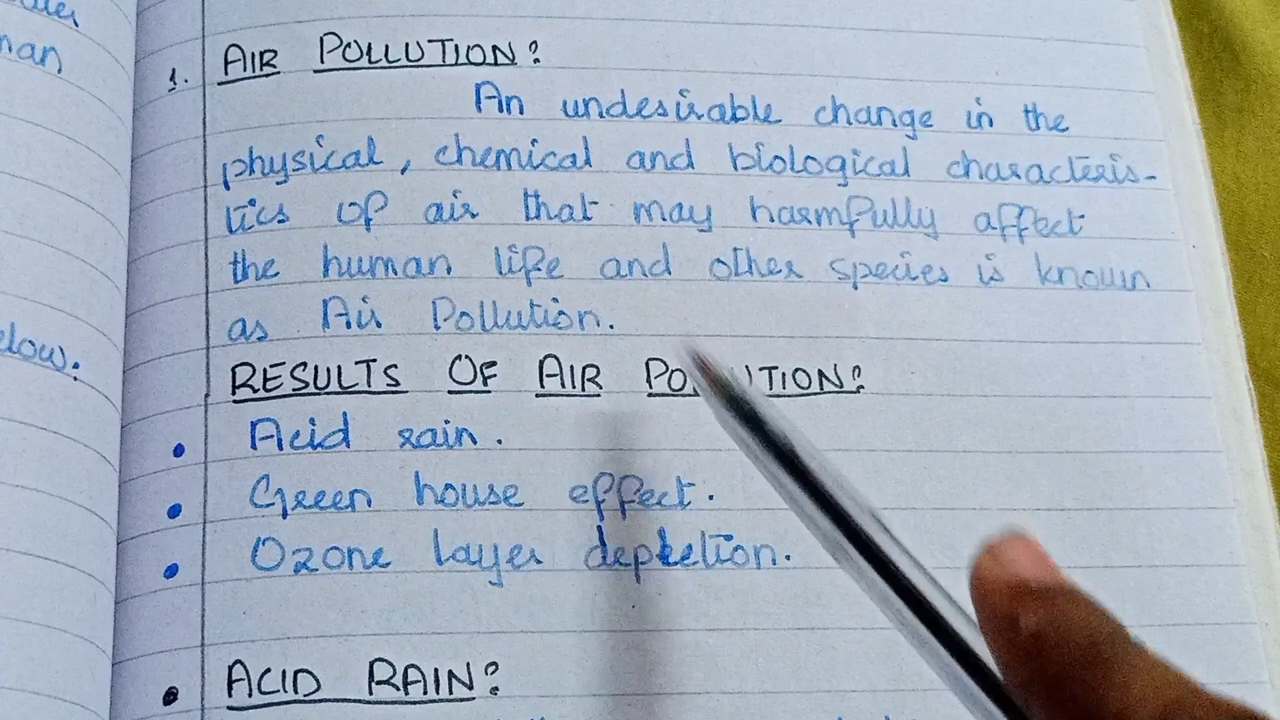 man
1. AIR POLLUTION?
An undesirable change in the
physical, chemical and biological characteris-
tics of air that may harmfully affect
the human life and other species is known
as Air Pollution.
elow.
RESULTS OF AIR POLLUTION?
• Acid rain.
• Green house effect.
• Ozone layer depletion.
• ACID RAIN?